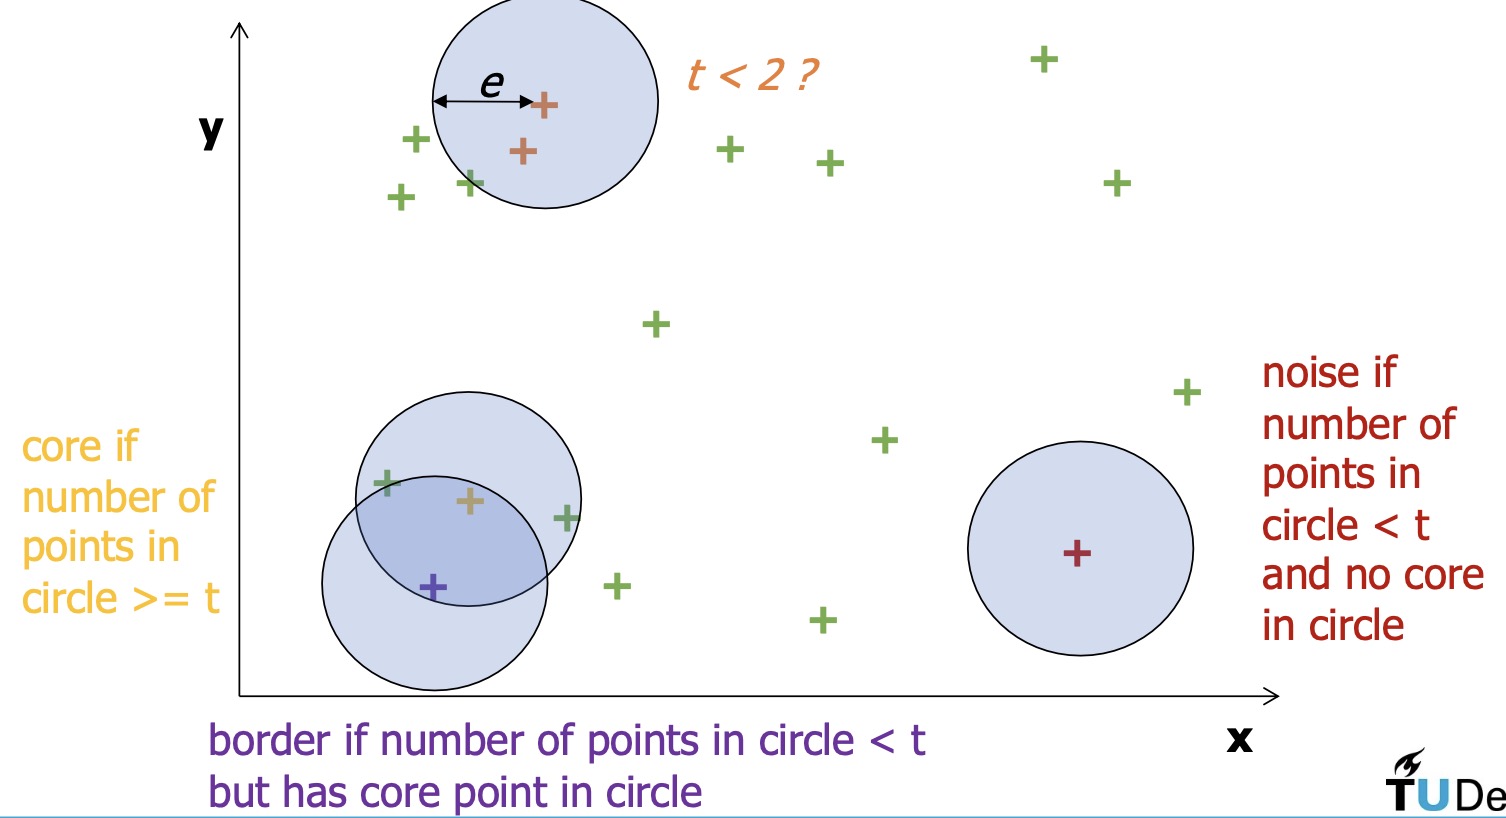 e
t < 2 ?
y
core if
number of
points in
circle >= t
noise if
number of
points in
circle < t
and no core
in circle
border if number of points in circle < t
but has core point in circle
x
TUDe